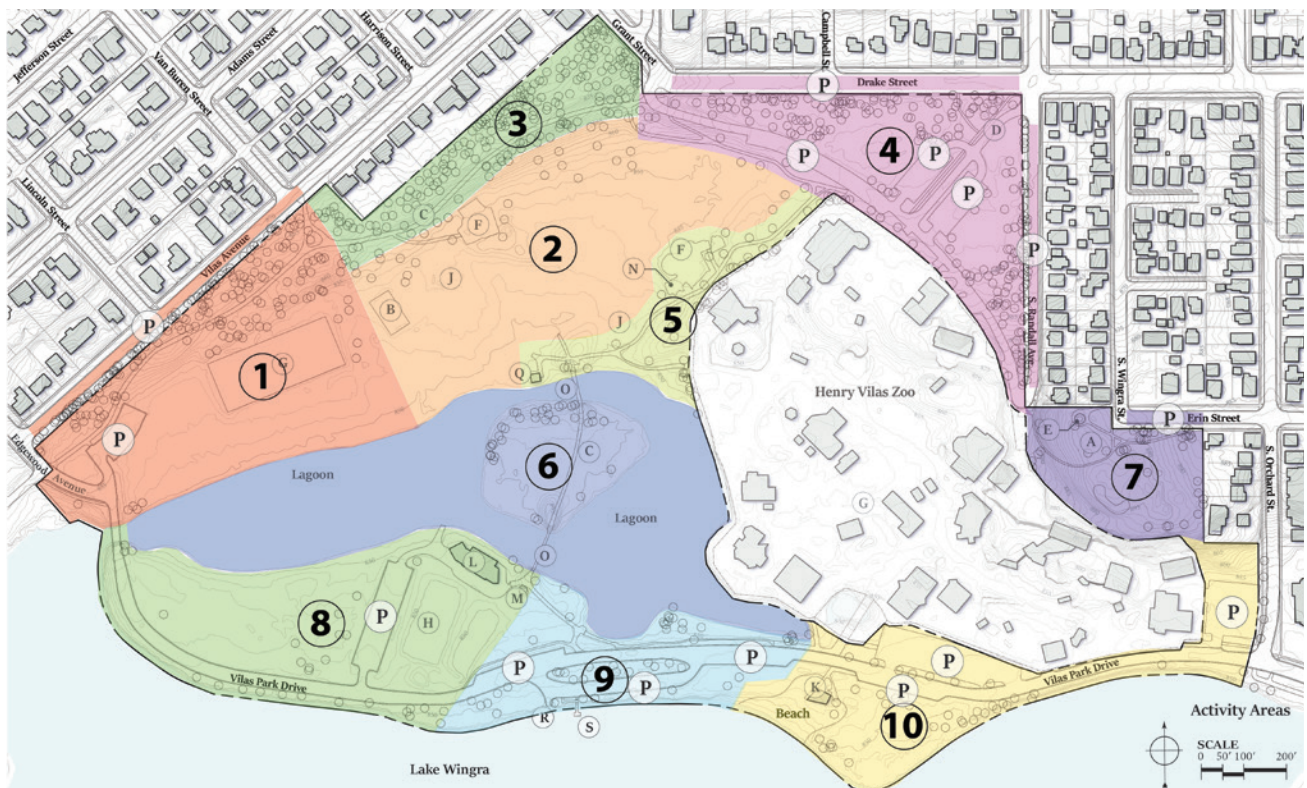 Jefferson Street
Van Buren Street
Adams Street
Harrison Street
Grant Street
Campbell St.
Drake Street
P
Lincoln Street
Vilas Avenue
P
3
4
P
P
P
D
C
F
2
J
B
F
N
J
5
P
S. Randall Ave.
S. Wingra St.
1
G
P
Edgewood
Avenue
Q
O
Henry Vilas Zoo
P
Erin Street
E
A
7
S. Orchard St.
6
C
Lagoon
Lagoon
G
O
L
M
8
P
H
Vilas Park Drive
P
9
P
P
R
S
K
Beach
P
P
10
Vilas Park Drive
P
Lake Wingra
Activity Areas
SCALE
0 50' 100' 200'